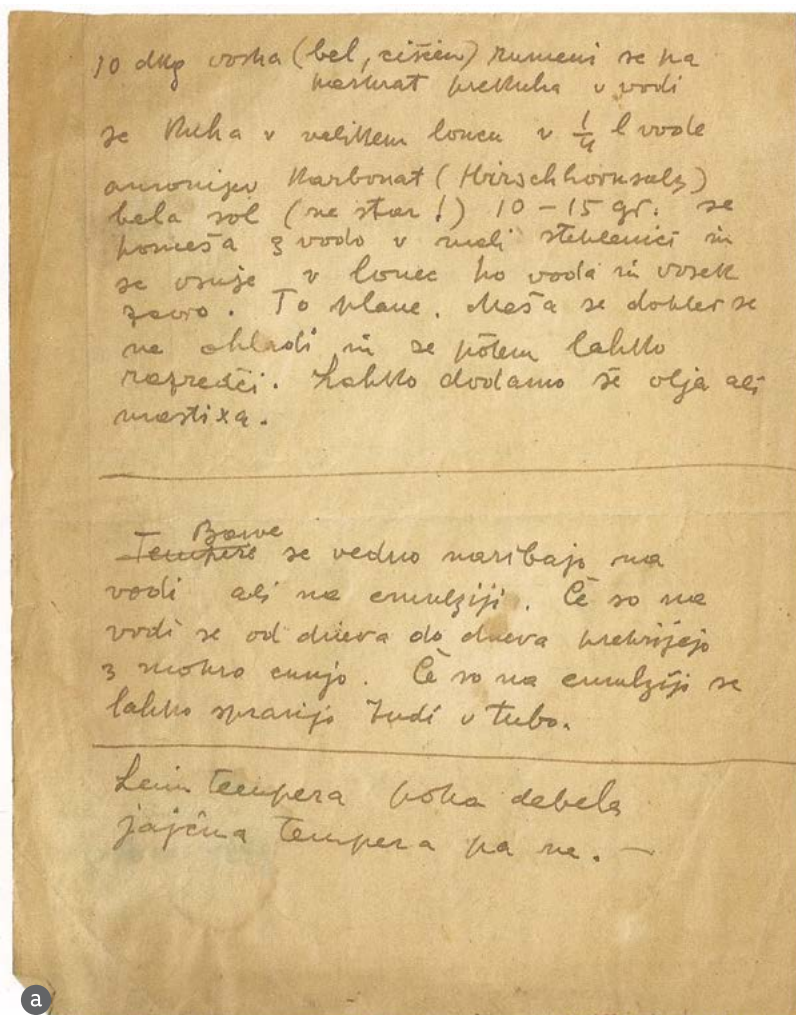 10 dkg voska (bel, čiščen) rumeni se pa
parkrat prekuha v vodi
se kuha v velikem loncu v 1/4 l vode
amonijev karbonat (Hirschhornsalz)
bela sol (ne star!) 10 – 15 gr. se
pomeša z vodo v mali steklenici in
se vsuje v lonec ko voda in vosek
zavro. To plane. Meša se dokler se
ne ohladi in se potem lahko
razredči. Lahko dodamo še olja ali
mastixa.
Barve
Tempere se vedno naribajo na
vodi ali na emulziji. Če so na
vodi se od dneva do dneva prekrijejo
z mokro cunjo. Če so na emulziji se
lahko spravijo tudi v tubo.
Leim tempera poka debela
jajčna tempera pa ne. –
a